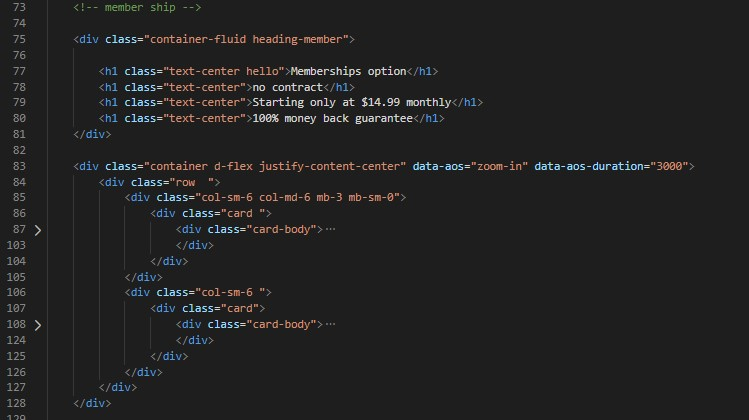 73 <!-- member ship -->
74
75 <div class="container-fluid heading-member">
76
77 <h1 class="text-center hello">Memberships option</h1>
78 <h1 class="text-center">no contract</h1>
79 <h1 class="text-center">Starting only at $14.99 monthly</h1>
80 <h1 class="text-center">100% money back guarantee</h1>
81 </div>
82
83 <div class="container d-flex justify-content-center" data-aos="zoom-in" data-aos-duration="3000">
84 <div class="row  ">
85 <div class="col-sm-6 col-md-6 mb-3 mb-sm-0">
86 <div class="card ">
87 <div class="card-body">⋯
103 </div>
104 </div>
105 </div>
106 <div class="col-sm-6 ">
107 <div class="card">
108 <div class="card-body">⋯
124 </div>
125 </div>
126 </div>
127 </div>
128 </div>
129